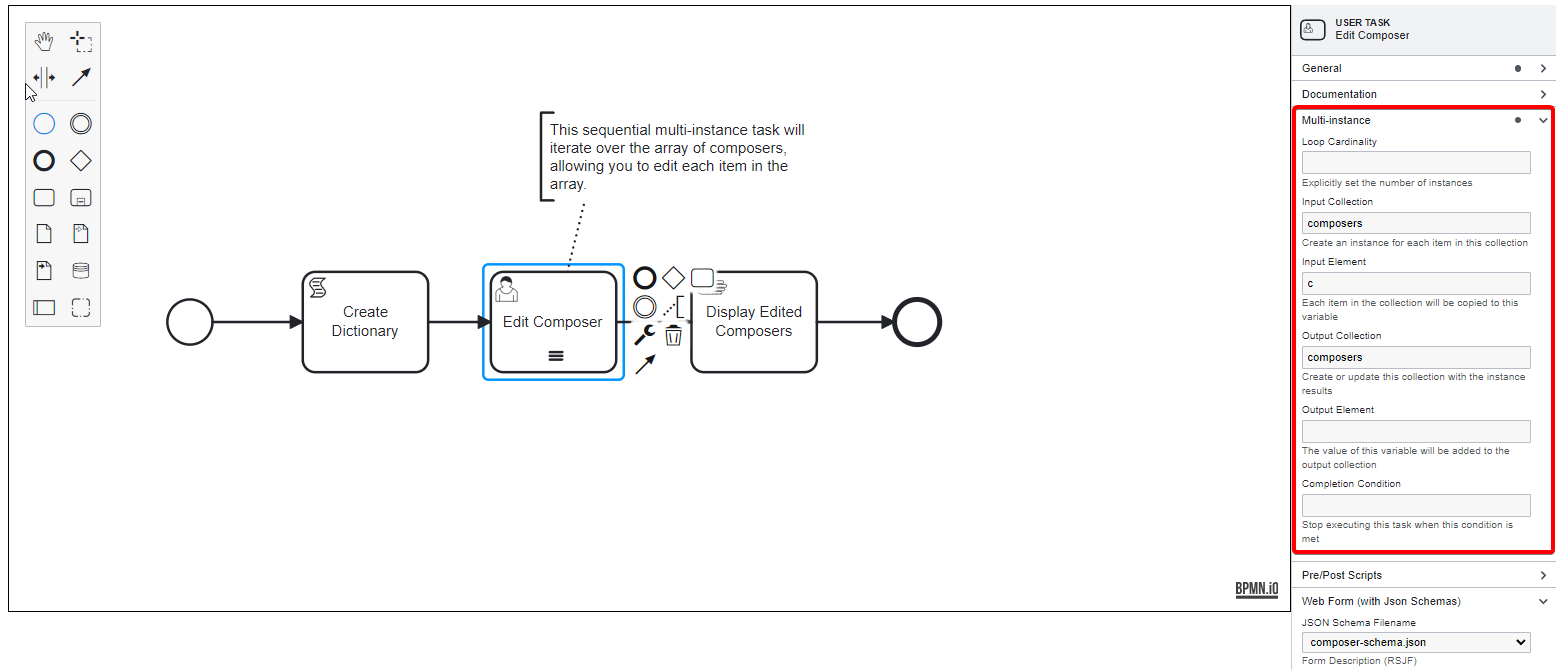 This sequential multi-instance task will
iterate over the array of composers,
allowing you to edit each item in the
array.
Create
Dictionary
Edit Composer
Display Edited
Composers
BPMN.iO
USER TASK
Edit Composer
General
Documentation
Multi-instance
Loop Cardinality
Explicitly set the number of instances
Input Collection
composers
Create an instance for each item in this collection
Input Element
c
Each item in the collection will be copied to this
variable
Output Collection
composers
Create or update this collection with the instance
results
Output Element
The value of this variable will be added to the
output collection
Completion Condition
Stop executing this task when this condition is
met
Pre/Post Scripts
Web Form (with Json Schemas)
JSON Schema Filename
composer-schema.json
Form Description (RSJF)